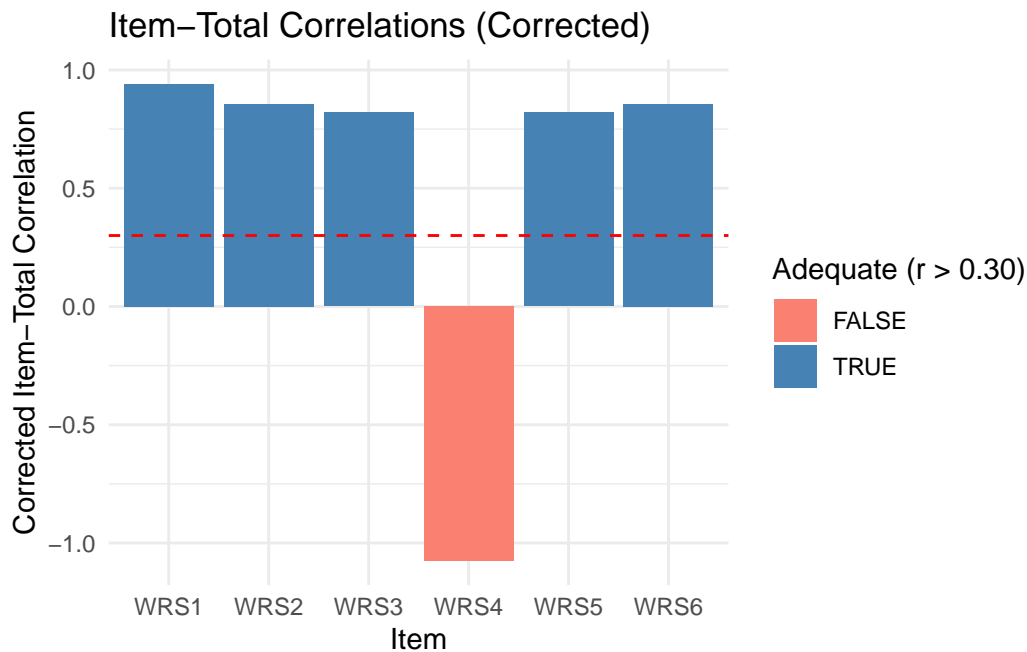 Item−Total Correlations (Corrected)
Corrected Item−Total Correlation
1.0
0.5
0.0
−0.5
−1.0
WRS1 WRS2 WRS3 WRS4 WRS5 WRS6
Item
Adequate (r > 0.30)
FALSE
TRUE